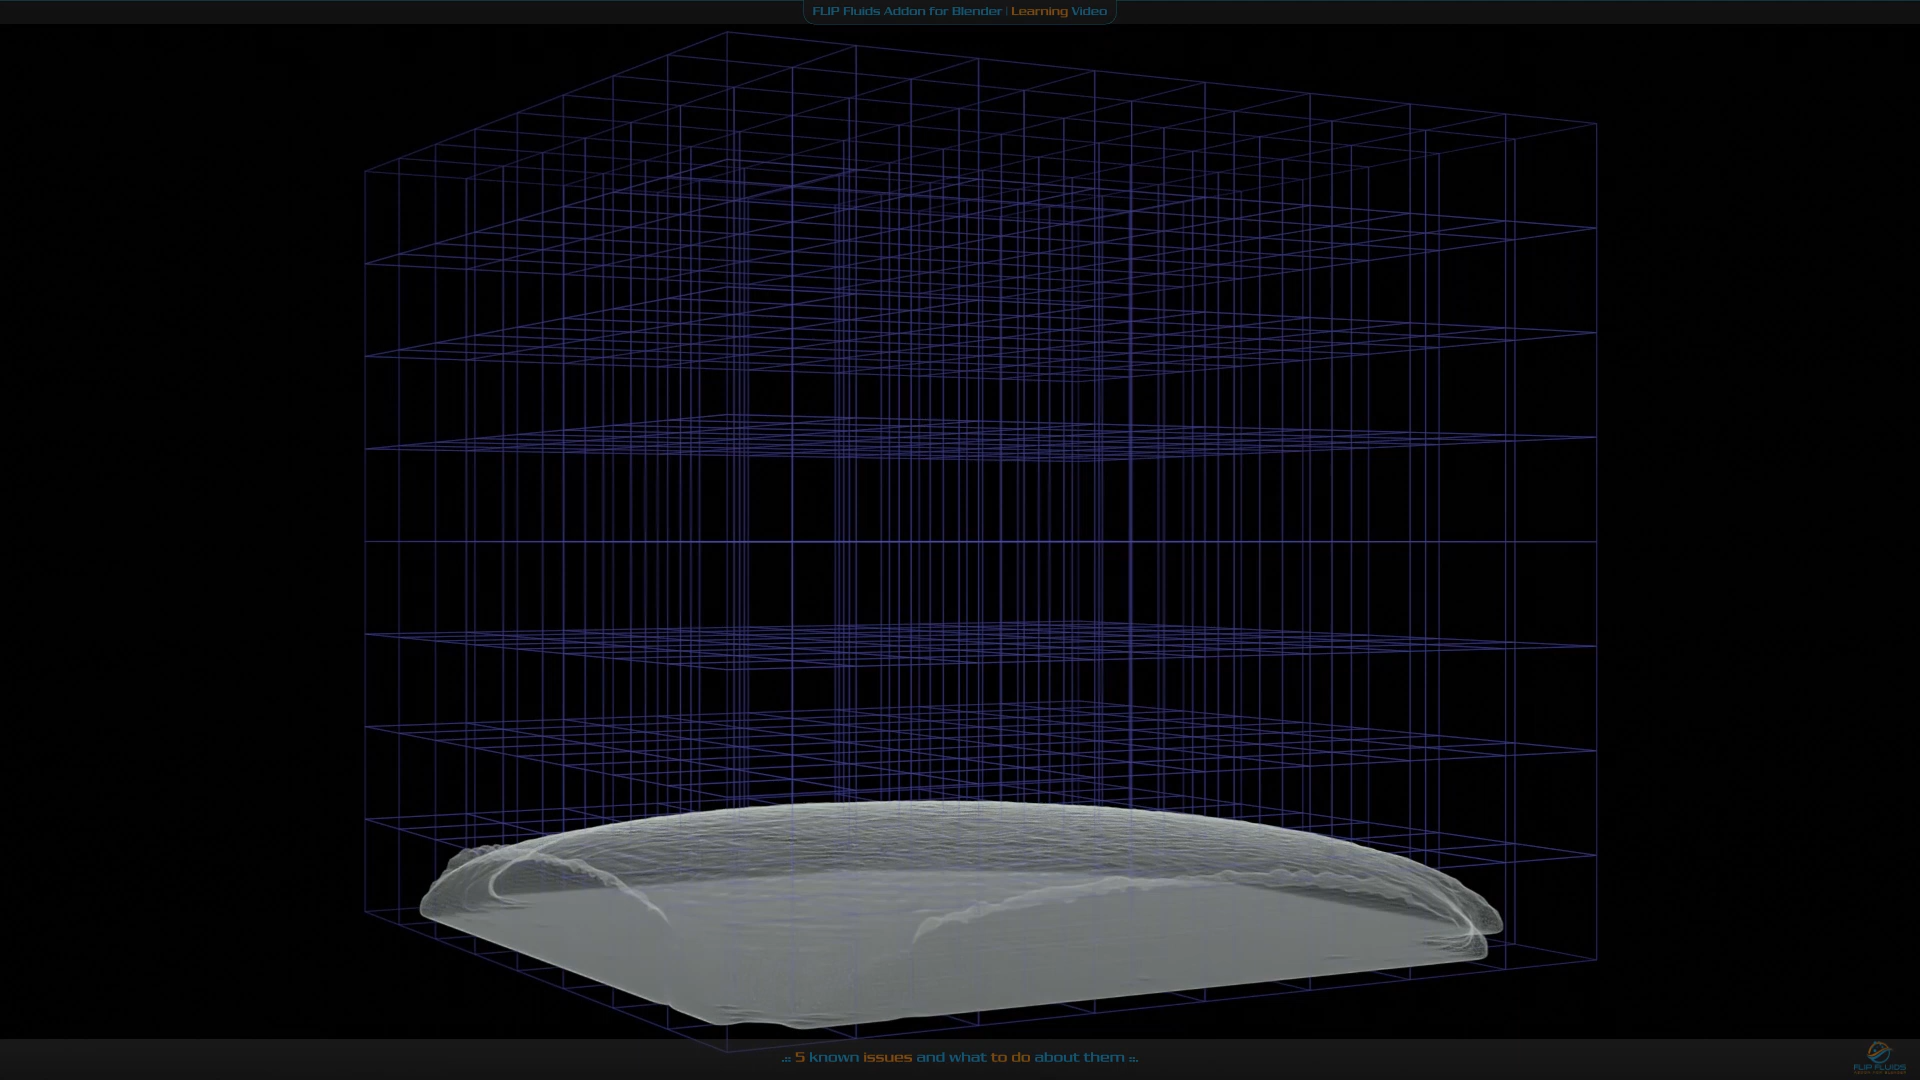 FLIP Fluids Addon for Blender | Learning Video
.:: 5 known issues and what to do about them ::.
FLIP FLUIDS